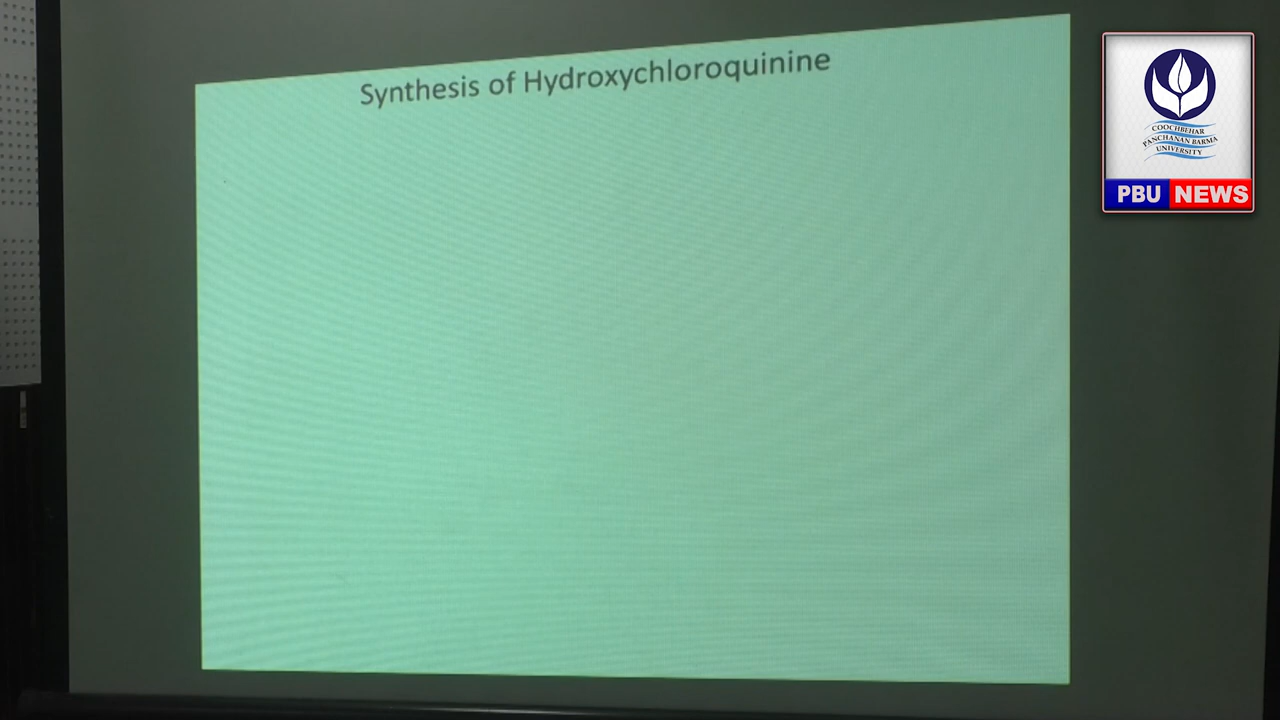 Synthesis of Hydroxychloroquinine
COOCHBEHAR
PANCHANAN BARMA
UNIVERSITY
PBU NEWS